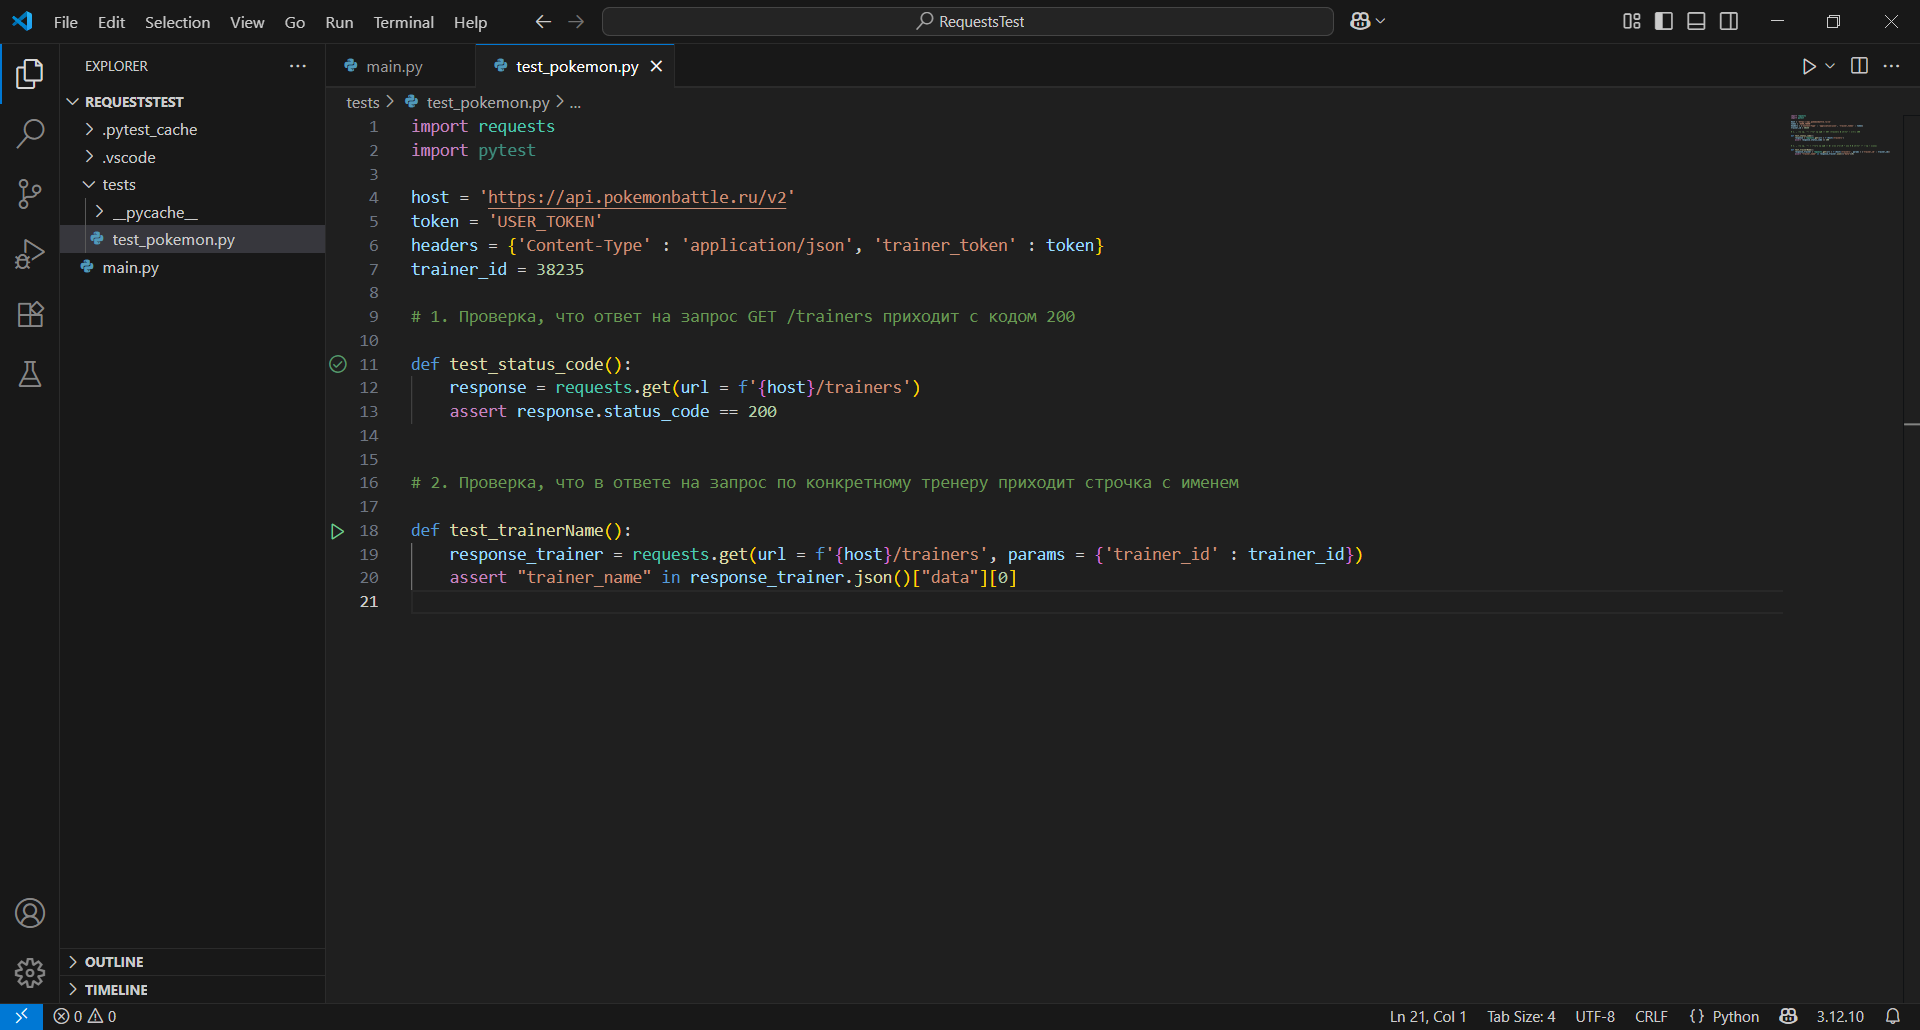 File Edit Selection View Go Run Terminal Help RequestsTest
EXPLORER
REQUESTSTEST
.pytest_cache
.vscode
tests
__pycache__
test_pokemon.py
main.py
OUTLINE
TIMELINE
main.py test_pokemon.py
tests > test_pokemon.py > ...
1 import requests
2 import pytest
3
4 host = 'https://api.pokemonbattle.ru/v2'
5 token = 'USER_TOKEN'
6 headers = {'Content-Type' : 'application/json', 'trainer_token' : token}
7 trainer_id = 38235
8
9 # 1. Проверка, что ответ на запрос GET /trainers приходит с кодом 200
10
11 def test_status_code():
12 response = requests.get(url = f'{host}/trainers')
13 assert response.status_code == 200
14
15
16 # 2. Проверка, что в ответе на запрос по конкретному тренеру приходит строчка с именем
17
18 def test_trainerName():
19 response_trainer = requests.get(url = f'{host}/trainers', params = {'trainer_id' : trainer_id})
20 assert "trainer_name" in response_trainer.json()["data"][0]
21
0 0 Ln 21, Col 1 Tab Size: 4 UTF-8 CRLF {} Python 3.12.10